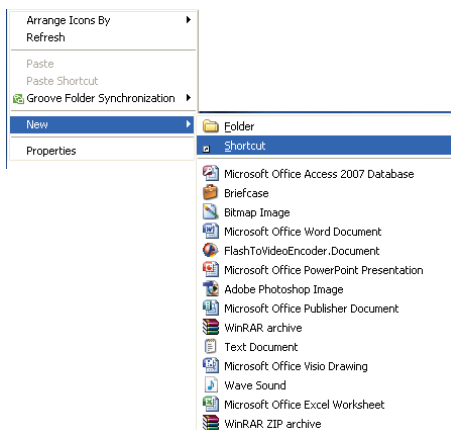 Arrange Icons By
Refresh
Paste
Paste Shortcut
Groove Folder Synchronization
New
Properties
Folder
Shortcut
Microsoft Office Access 2007 Database
Briefcase
Bitmap Image
Microsoft Office Word Document
FlashToVideoEncoder.Document
Microsoft Office PowerPoint Presentation
Adobe Photoshop Image
Microsoft Office Publisher Document
WinRAR archive
Text Document
Microsoft Office Visio Drawing
Wave Sound
Microsoft Office Excel Worksheet
WinRAR ZIP archive